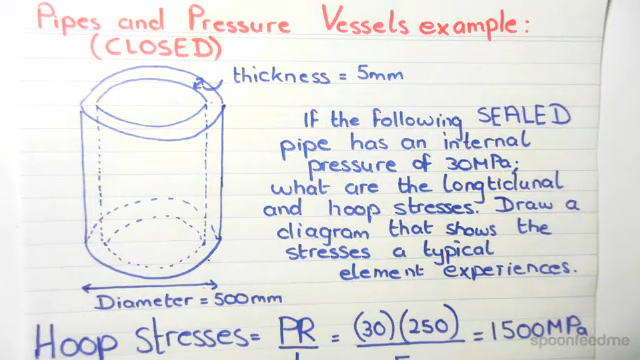 Pipes and Pressure Vessels example:
(CLOSED)
thickness = 5mm
If the following SEALED
pipe has an internal
pressure of 30MPa;
what are the longtidunal
and hoop stresses. Draw a
diagram that shows the
stresses a typical
element experiences.
Diameter = 500mm
Hoop stresses = PR = (30)(250) = 1500MPa
spoonfeedme